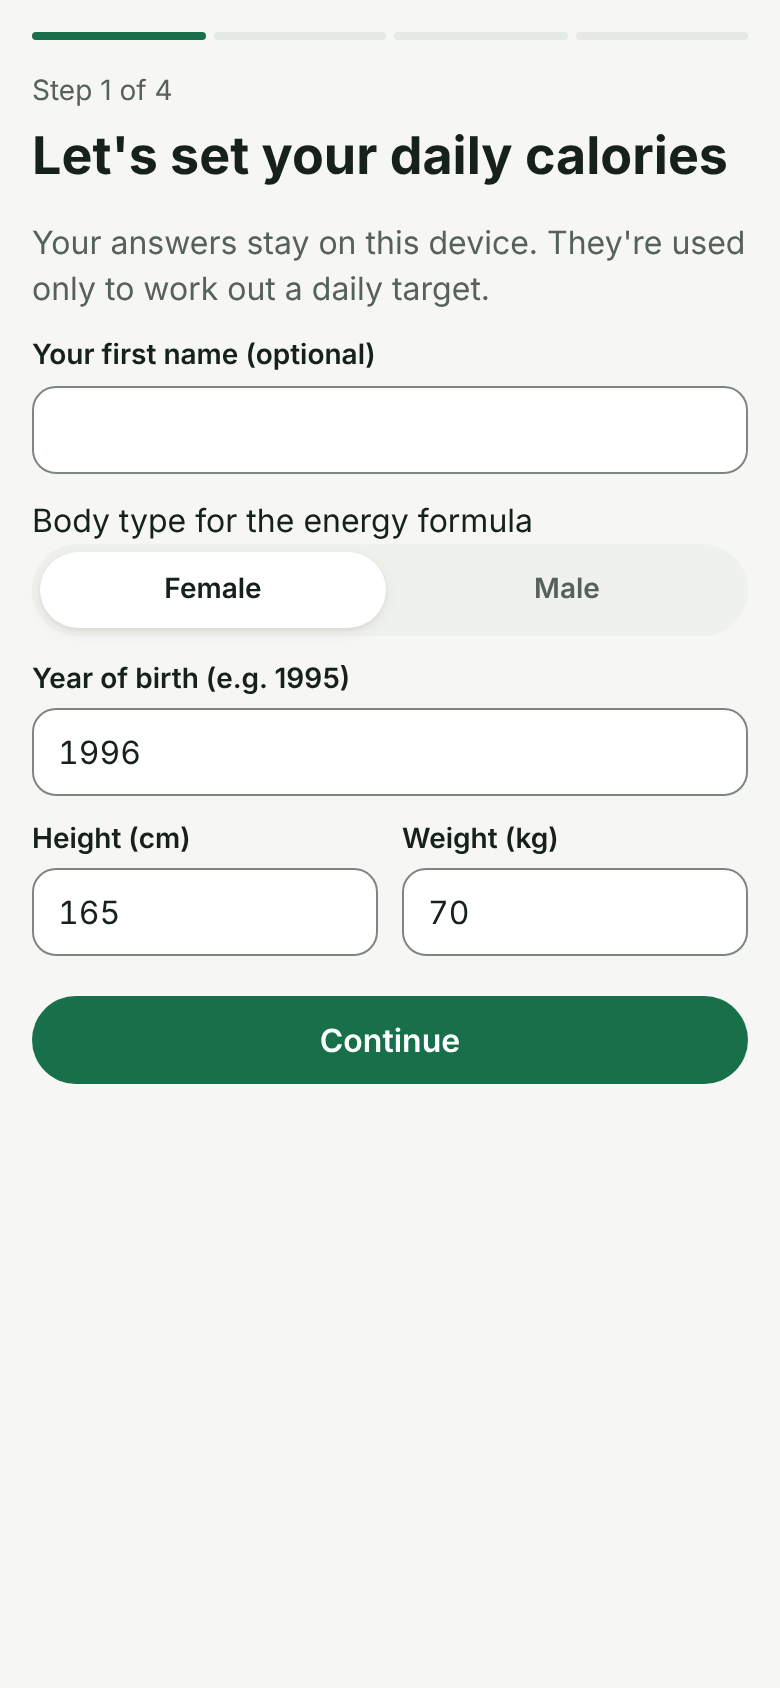 Step 1 of 4
Let's set your daily calories
Your answers stay on this device. They're used
only to work out a daily target.
Your first name (optional)
Body type for the energy formula
Female
Male
Year of birth (e.g. 1995)
1996
Height (cm)
Weight (kg)
165
70
Continue